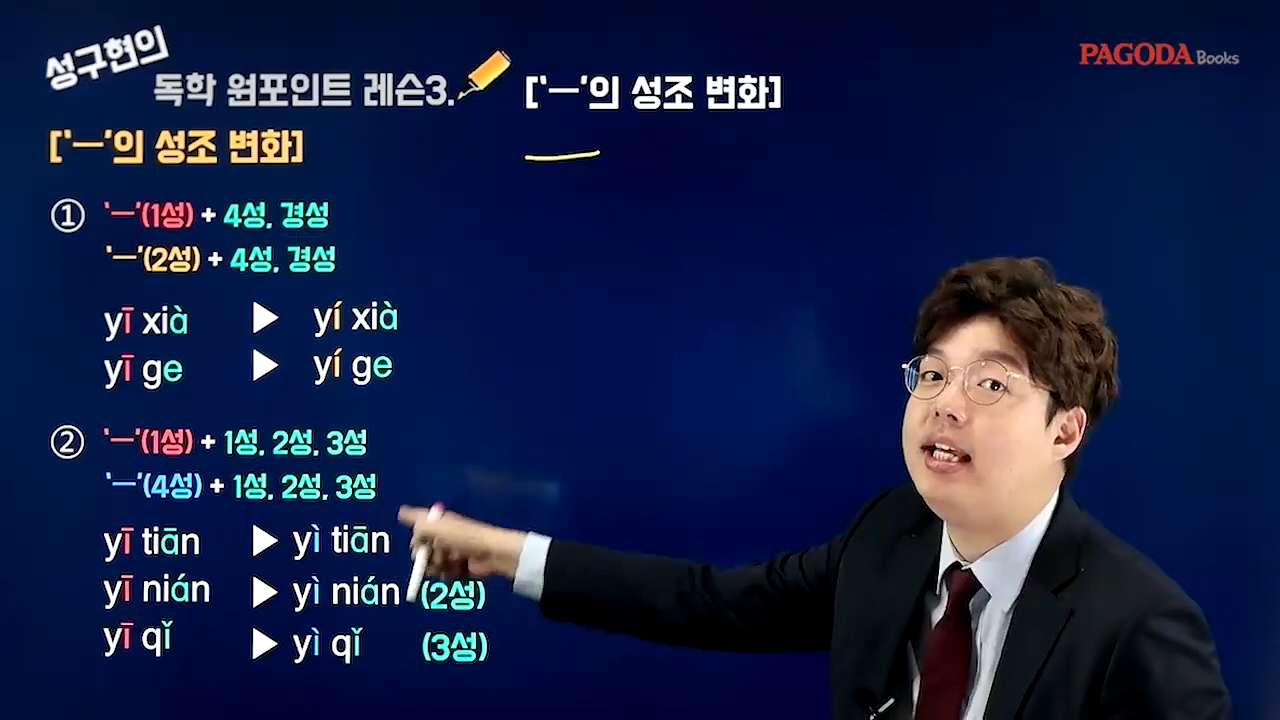 성구현의
독학 원포인트 레슨3. ['一'의 성조 변화]
PAGODA Books
['一'의 성조 변화]
① '一'(1성) + 4성, 경성
'一'(2성) + 4성, 경성
yī xià ▶ yí xià
yī ge ▶ yí ge
② '一'(1성) + 1성, 2성, 3성
'一'(4성) + 1성, 2성, 3성
yī tiān ▶ yì tiān
yī nián ▶ yì nián (2성)
yī qǐ ▶ yì qǐ (3성)